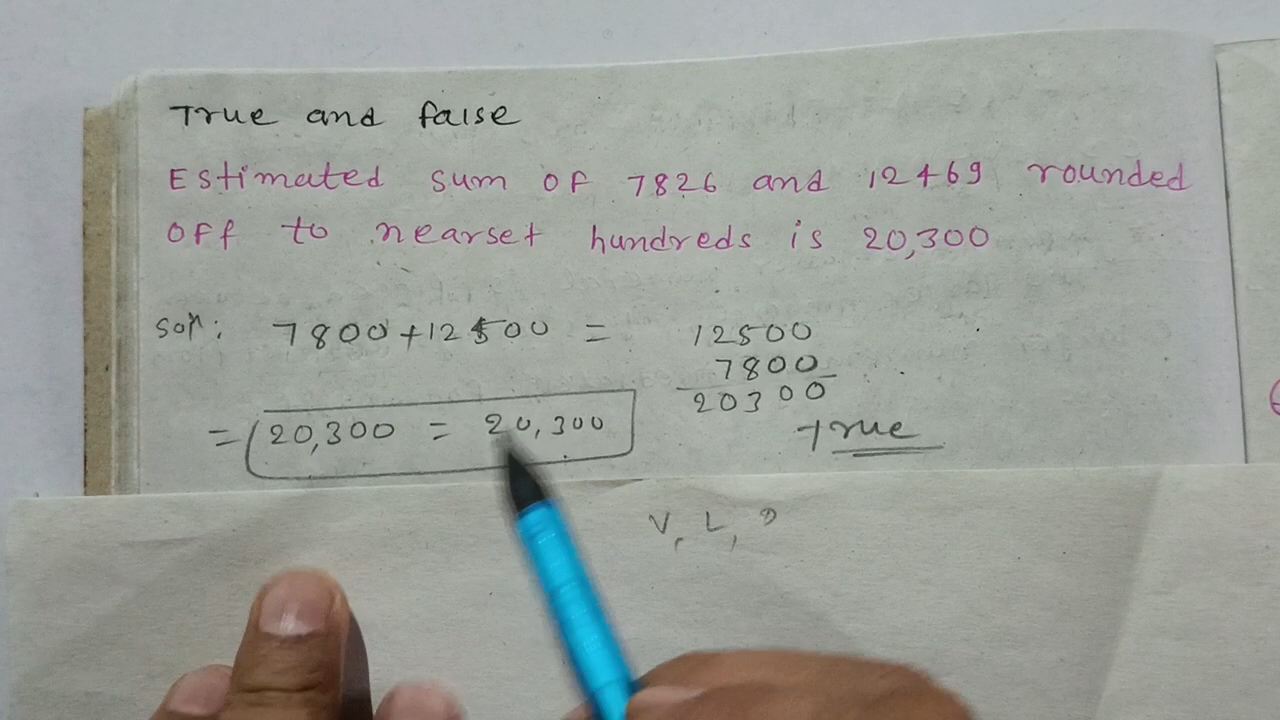 True and false
Estimated sum of 7826 and 12469 rounded
off to nearset hundreds is 20,300
Soln: 7800+12500 = 12500
7800
20300
= 20,300 = 20,300
True
V, L,